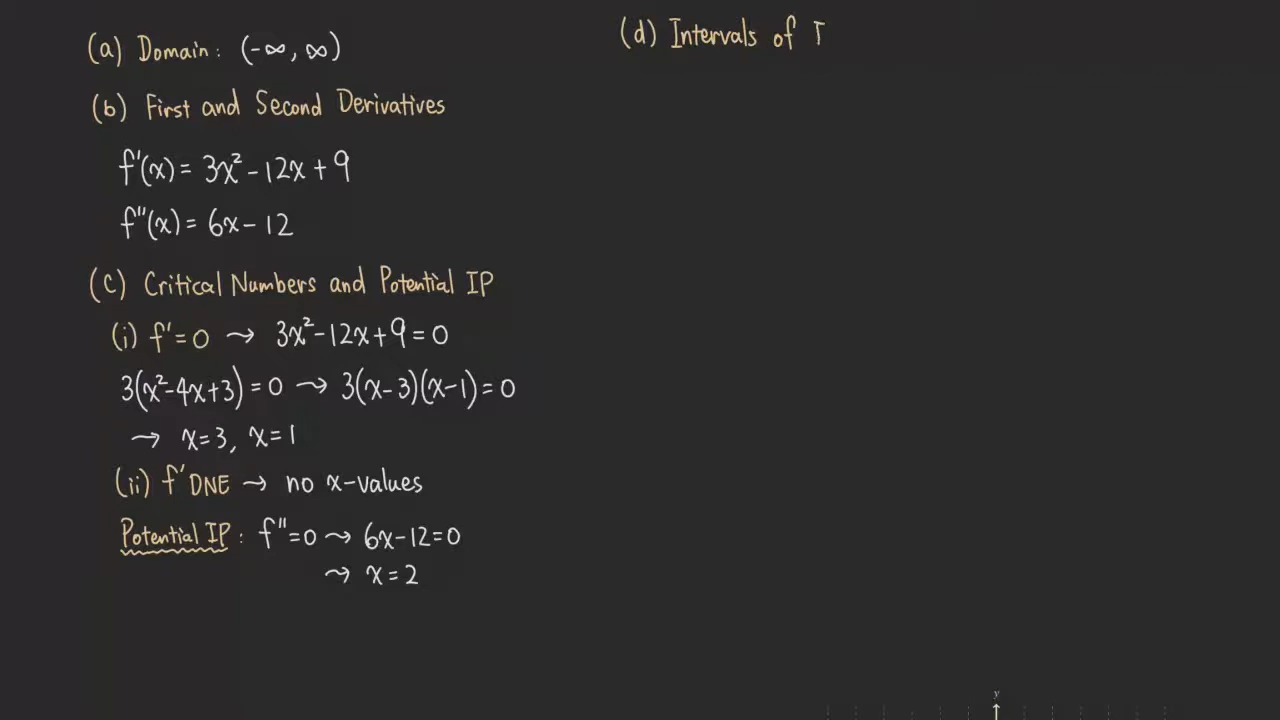 (a) Domain: (-∞, ∞)
(b) First and Second Derivatives
f'(x) = 3x² - 12x + 9
f''(x) = 6x - 12
(c) Critical Numbers and Potential IP
(i) f' = 0 → 3x² - 12x + 9 = 0
3(x² - 4x + 3) = 0 → 3(x - 3)(x - 1) = 0
→ x = 3, x = 1
(ii) f' DNE → no x-values
Potential IP: f'' = 0 → 6x - 12 = 0
→ x = 2
(d) Intervals of
y